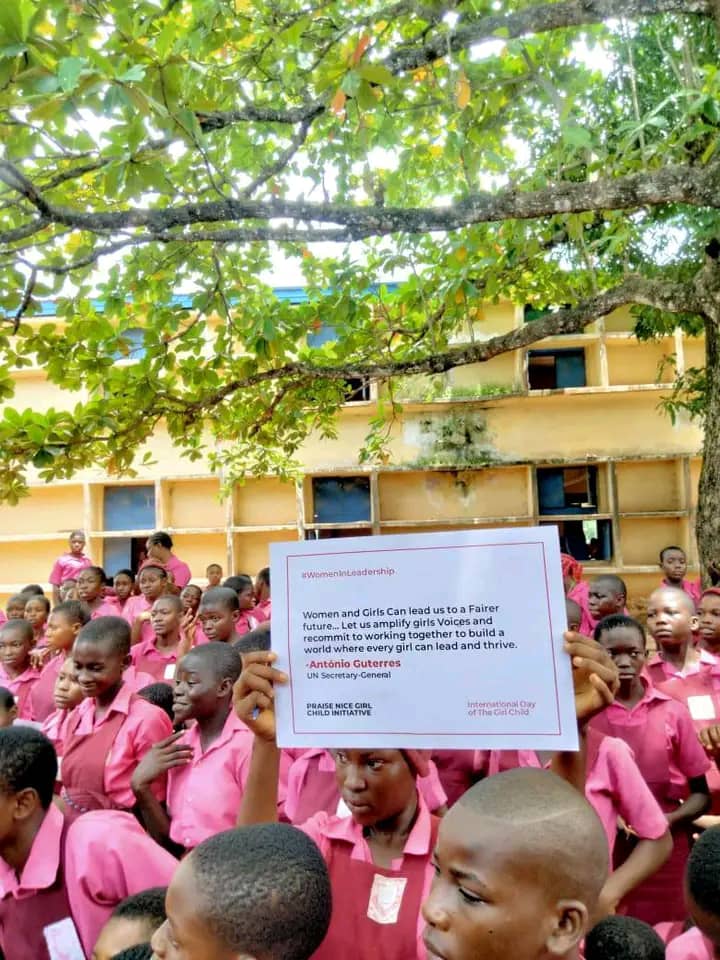 #WomenInLeadership
Women and Girls Can lead us to a Fairer
future... Let us amplify girls Voices and
recommit to working together to build a
world where every girl can lead and thrive.
-António Guterres
UN Secretary-General
PRAISE NICE GIRL
CHILD INITIATIVE
International Day
of The Girl Child